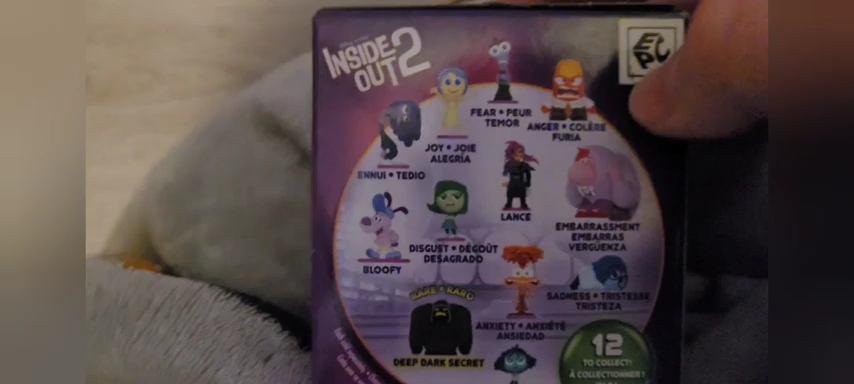 INSIDE
OUT 2
EPC
FEAR • PEUR
TEMOR
ANGER • COLÈRE
FURIA
JOY • JOIE
ALEGRÍA
ENNUI • TEDIO
LANCE
EMBARRASSMENT
EMBARRAS
VERGÜENZA
DISGUST • DÉGOÛT
DESAGRADO
BLOOFY
SADNESS • TRISTESSE
TRISTEZA
RARE • RARO
ANXIETY • ANXIÉTÉ
ANSIEDAD
DEEP DARK SECRET
12
TO COLLECT!
À COLLECTIONNER!